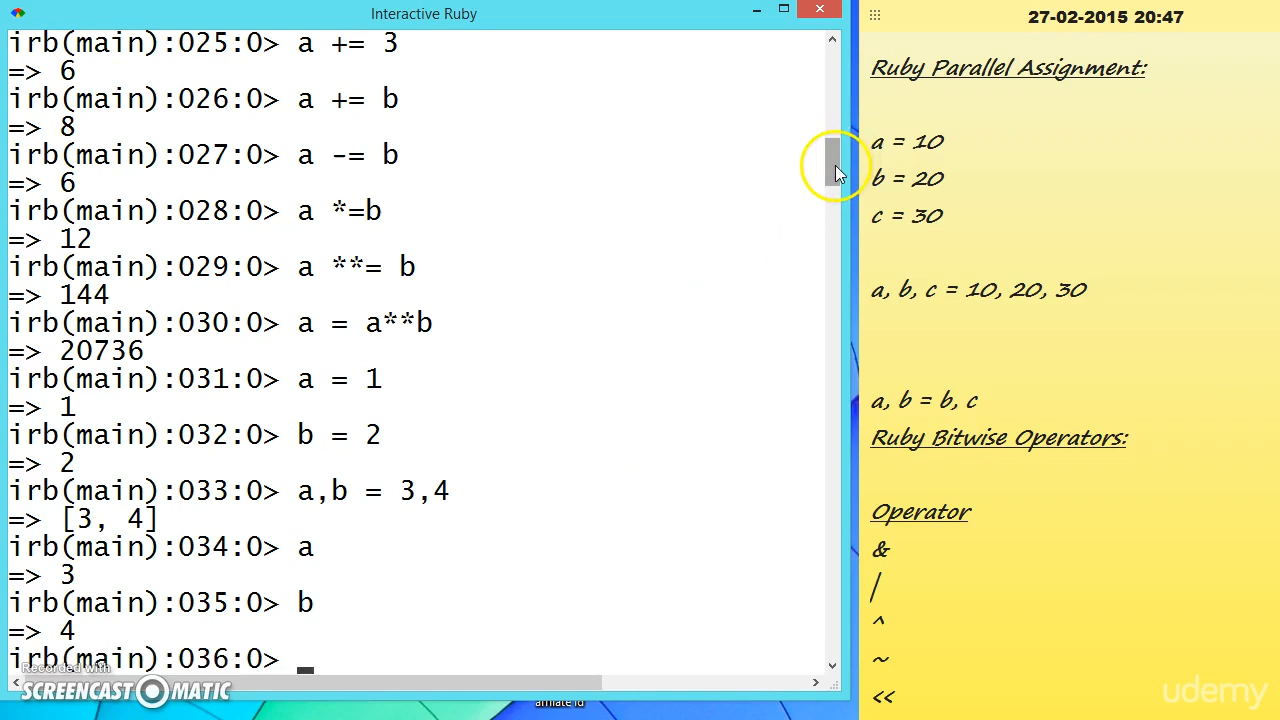 Interactive Ruby
irb(main):025:0> a += 3
=> 6
irb(main):026:0> a += b
=> 8
irb(main):027:0> a -= b
=> 6
irb(main):028:0> a *=b
=> 12
irb(main):029:0> a **= b
=> 144
irb(main):030:0> a = a**b
=> 20736
irb(main):031:0> a = 1
=> 1
irb(main):032:0> b = 2
=> 2
irb(main):033:0> a,b = 3,4
=> [3, 4]
irb(main):034:0> a
=> 3
irb(main):035:0> b
=> 4
irb(main):036:0>
Recorded with
SCREENCAST MATIC
27-02-2015 20:47
Ruby Parallel Assignment:
a = 10
b = 20
c = 30
a, b, c = 10, 20, 30
a, b = b, c
Ruby Bitwise Operators:
Operator
&
|
^
~
<<
udemy